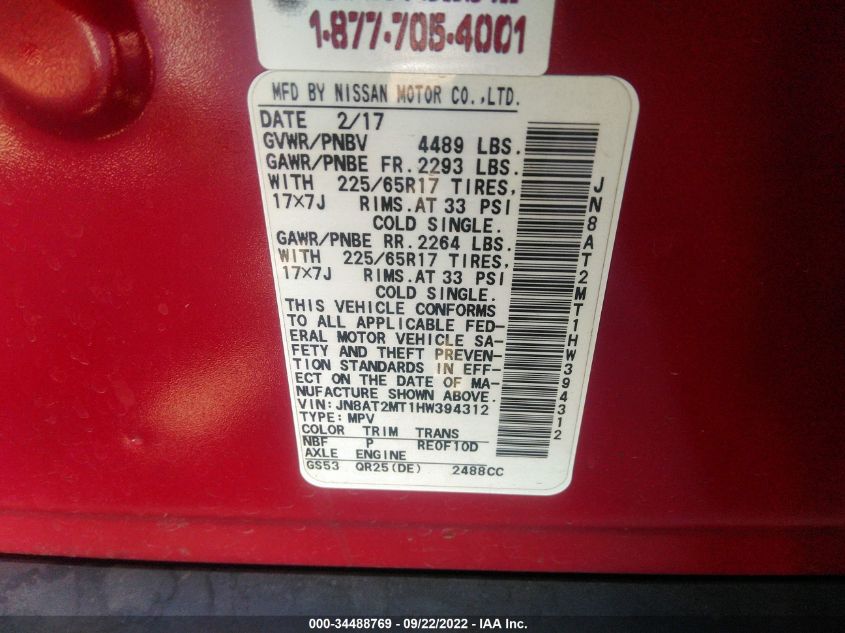 1-877-705-4001
MFD BY NISSAN MOTOR CO.,LTD.
DATE 2/17
GVWR/PNBV 4489 LBS.
GAWR/PNBE FR. 2293 LBS.
WITH 225/65R17 TIRES,
17×7J RIMS.AT 33 PSI
COLD SINGLE.
GAWR/PNBE RR. 2264 LBS.
WITH 225/65R17 TIRES,
17×7J RIMS.AT 33 PSI
COLD SINGLE.
THIS VEHICLE CONFORMS
TO ALL APPLICABLE FED-
ERAL MOTOR VEHICLE SA-
FETY AND THEFT PREVEN-
TION STANDARDS IN EFF-
ECT ON THE DATE OF MA-
NUFACTURE SHOWN ABOVE.
VIN:JN8AT2MT1HW394312
TYPE:MPV
COLOR TRIM TRANS
NBF P RE0F10D
AXLE ENGINE
GS53 QR25(DE) 2488CC
JN8AT2MT1HW394312
000-34488769 - 09/22/2022 - IAA Inc.